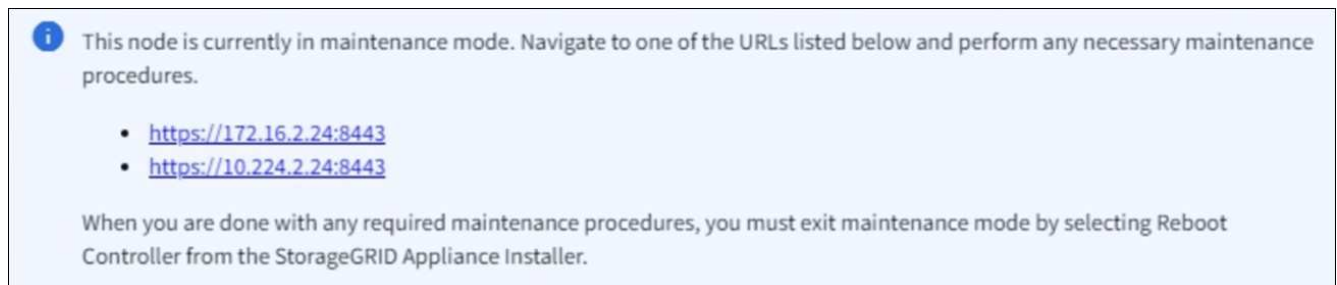 This node is currently in maintenance mode. Navigate to one of the URLs listed below and perform any necessary maintenance
procedures.
• https://172.16.2.24:8443
• https://10.224.2.24:8443
When you are done with any required maintenance procedures, you must exit maintenance mode by selecting Reboot
Controller from the StorageGRID Appliance Installer.